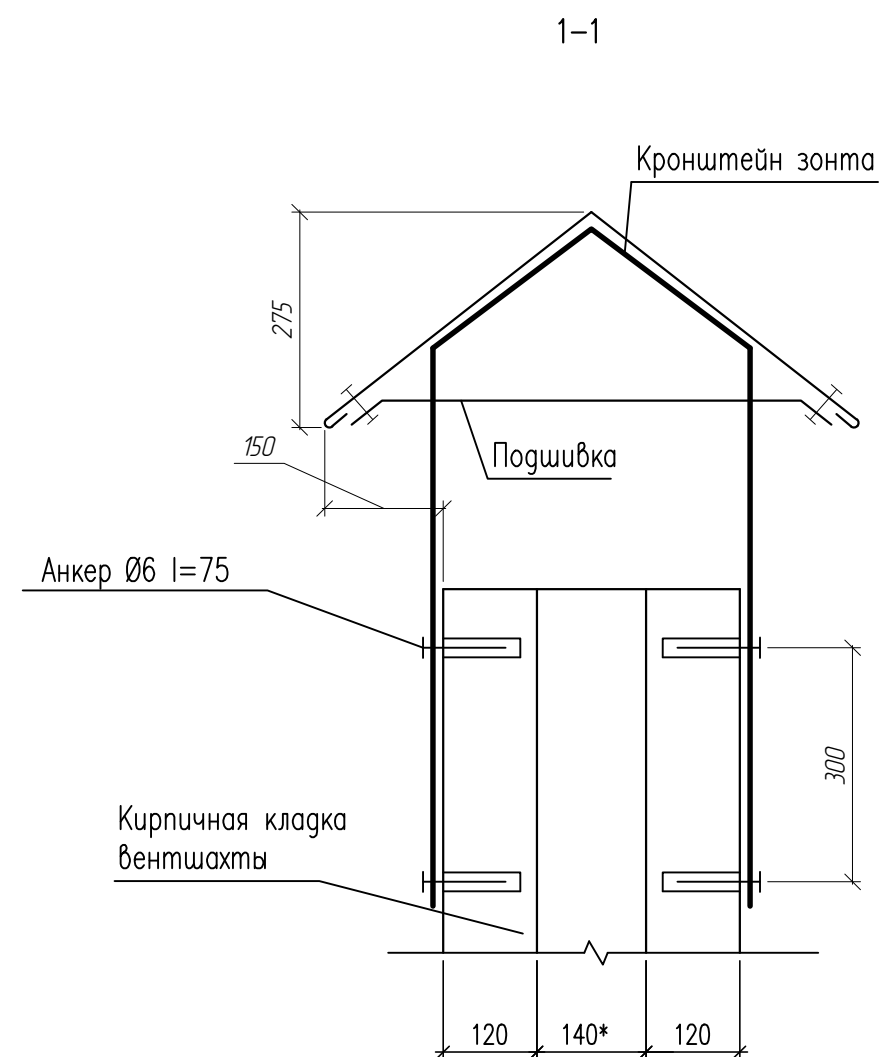 1-1
Кронштейн зонта
275
150
Подшивка
Анкер Ø6 l=75
300
Кирпичная кладка
вентшахты
120
140*
120